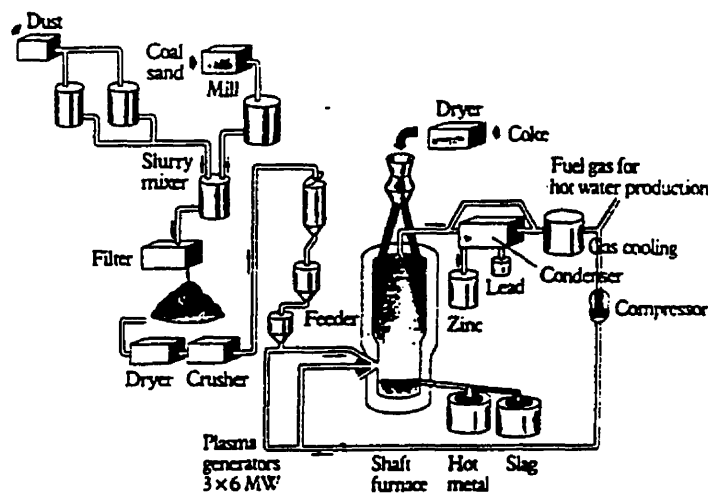 Dust
Coal
sand
Mill
Dryer
Coke
Slurry
mixer
Fuel gas for
hot water production
Filter
Gas cooling
Condenser
Lead
Zinc
Feeder
Compressor
Dryer
Crusher
Plasma
generators
3 × 6 MW
Shaft
furnace
Hot
metal
Slag